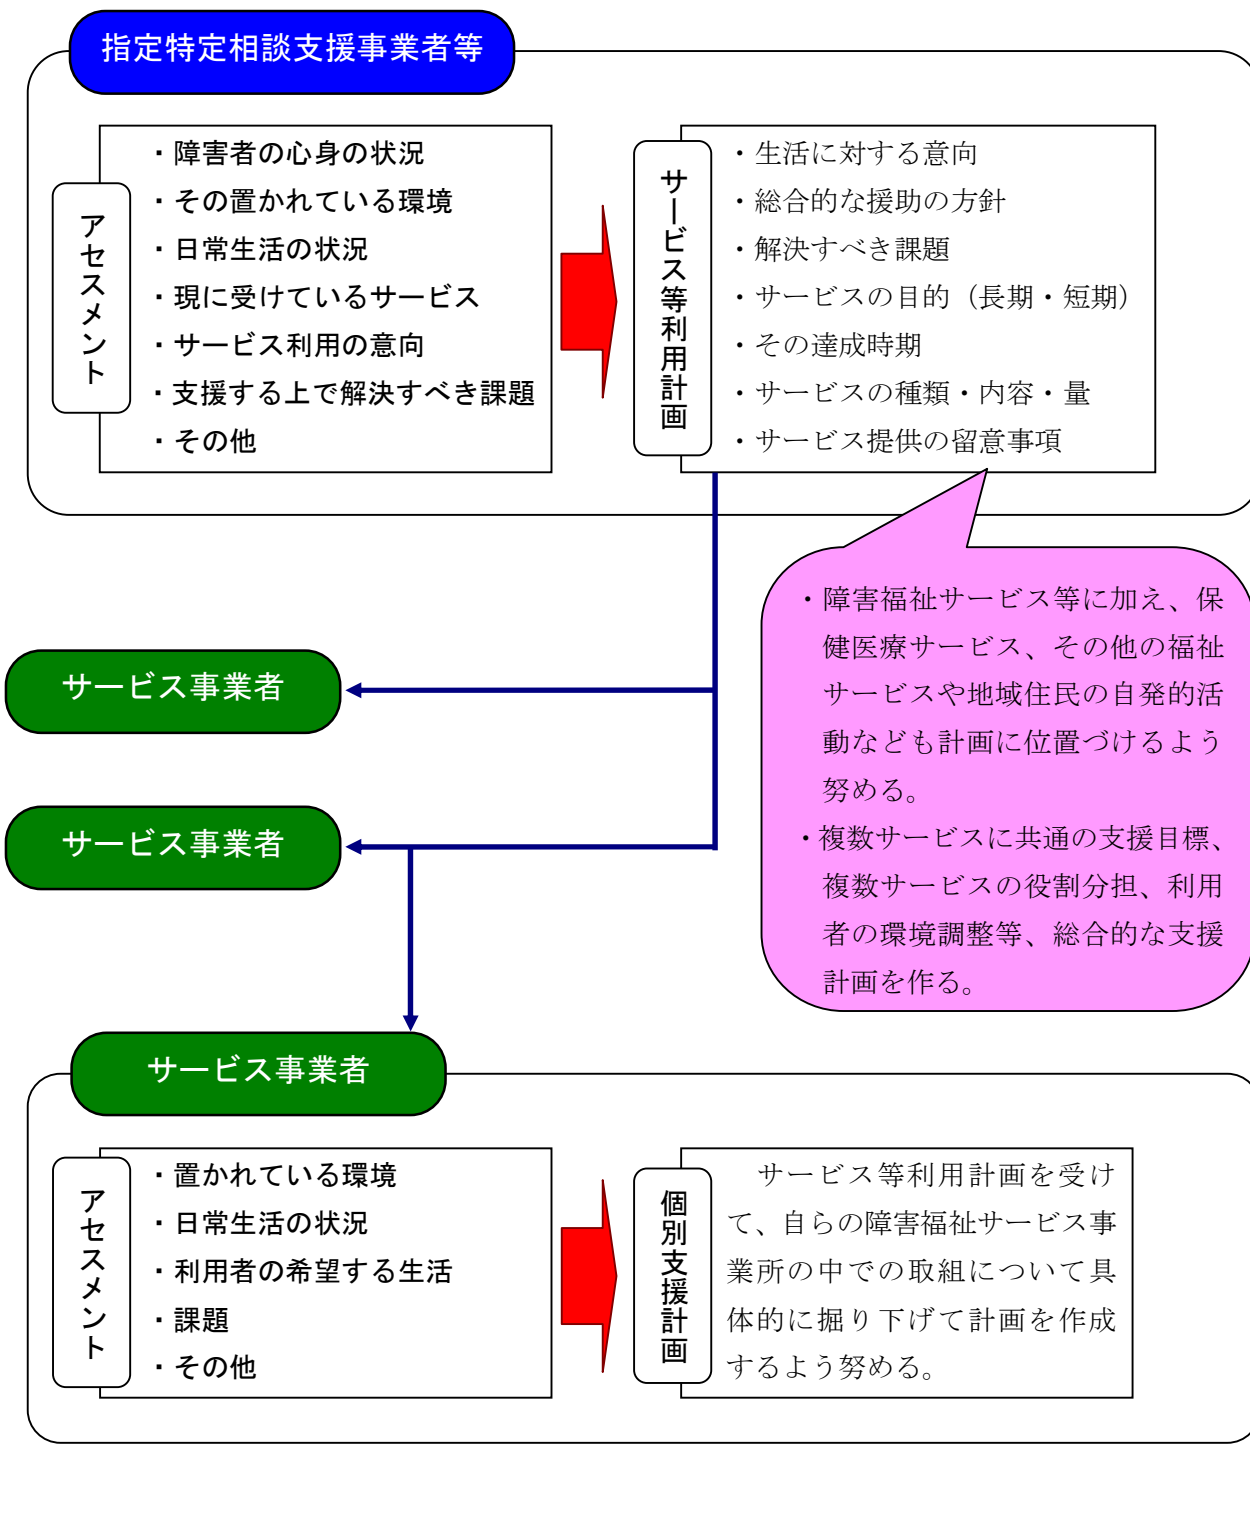 指定特定相談支援事業者等
アセスメント
・障害者の心身の状況
・その置かれている環境
・日常生活の状況
・現に受けているサービス
・サービス利用の意向
・支援する上で解決すべき課題
・その他
サービス等利用計画
・生活に対する意向
・総合的な援助の方針
・解決すべき課題
・サービスの目的（長期・短期）
・その達成時期
・サービスの種類・内容・量
・サービス提供の留意事項
・障害福祉サービス等に加え、保
健医療サービス、その他の福祉
サービスや地域住民の自発的活
動なども計画に位置づけるよう
努める。
・複数サービスに共通の支援目標、
複数サービスの役割分担、利用
者の環境調整等、総合的な支援
計画を作る。
サービス事業者
サービス事業者
サービス事業者
アセスメント
・置かれている環境
・日常生活の状況
・利用者の希望する生活
・課題
・その他
個別支援計画
サービス等利用計画を受け
て、自らの障害福祉サービス事
業所の中での取組について具
体的に掘り下げて計画を作成
するよう努める。